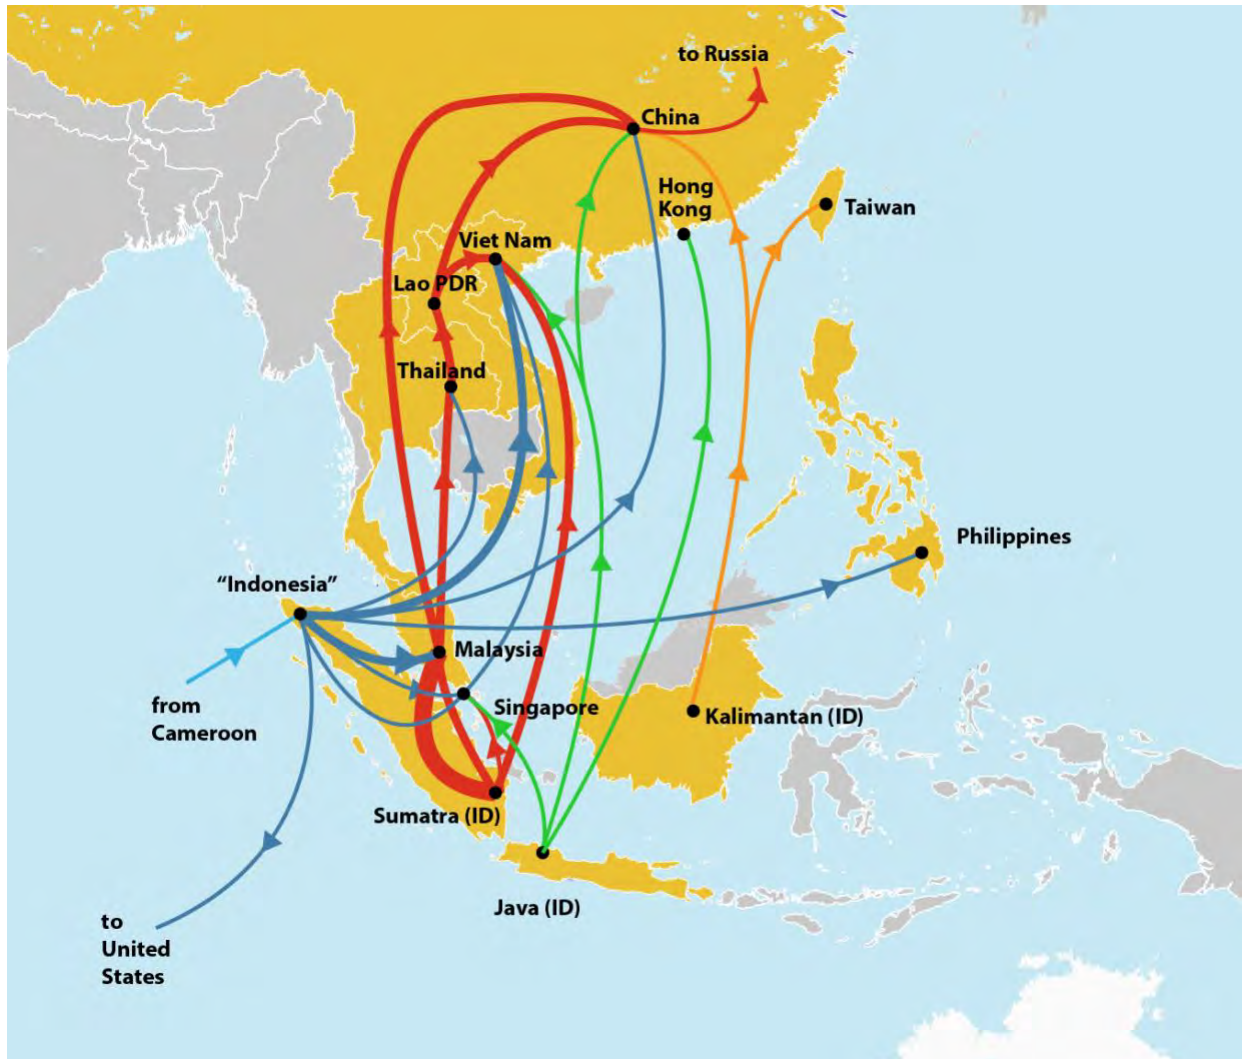 to Russia
China
Hong
Kong
Taiwan
Viet Nam
Lao PDR
Thailand
Philippines
“Indonesia”
Malaysia
from
Cameroon
Singapore
Kalimantan (ID)
Sumatra (ID)
Java (ID)
to
United
States